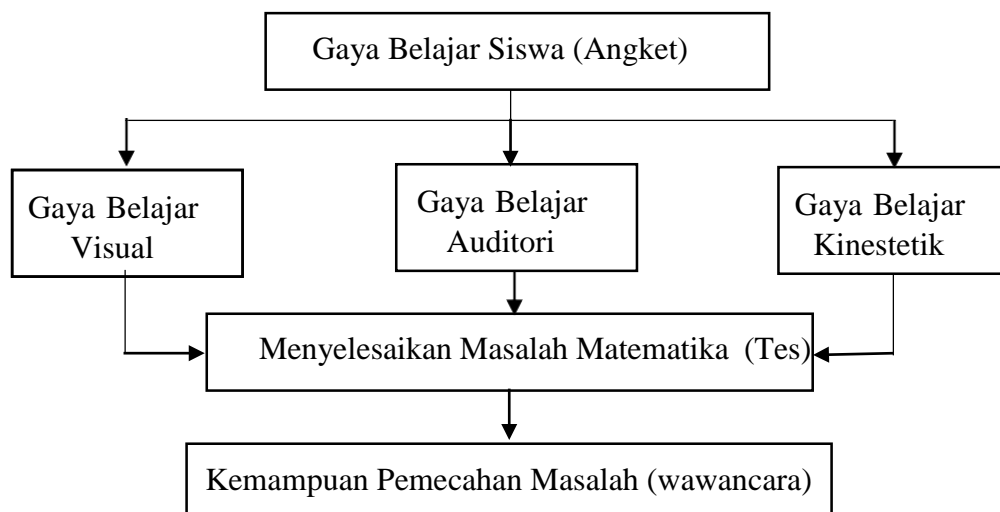 Gaya Belajar Siswa (Angket)
Gaya Belajar
Visual
Gaya Belajar
Auditori
Gaya Belajar
Kinestetik
Menyelesaikan Masalah Matematika (Tes)
Kemampuan Pemecahan Masalah (wawancara)